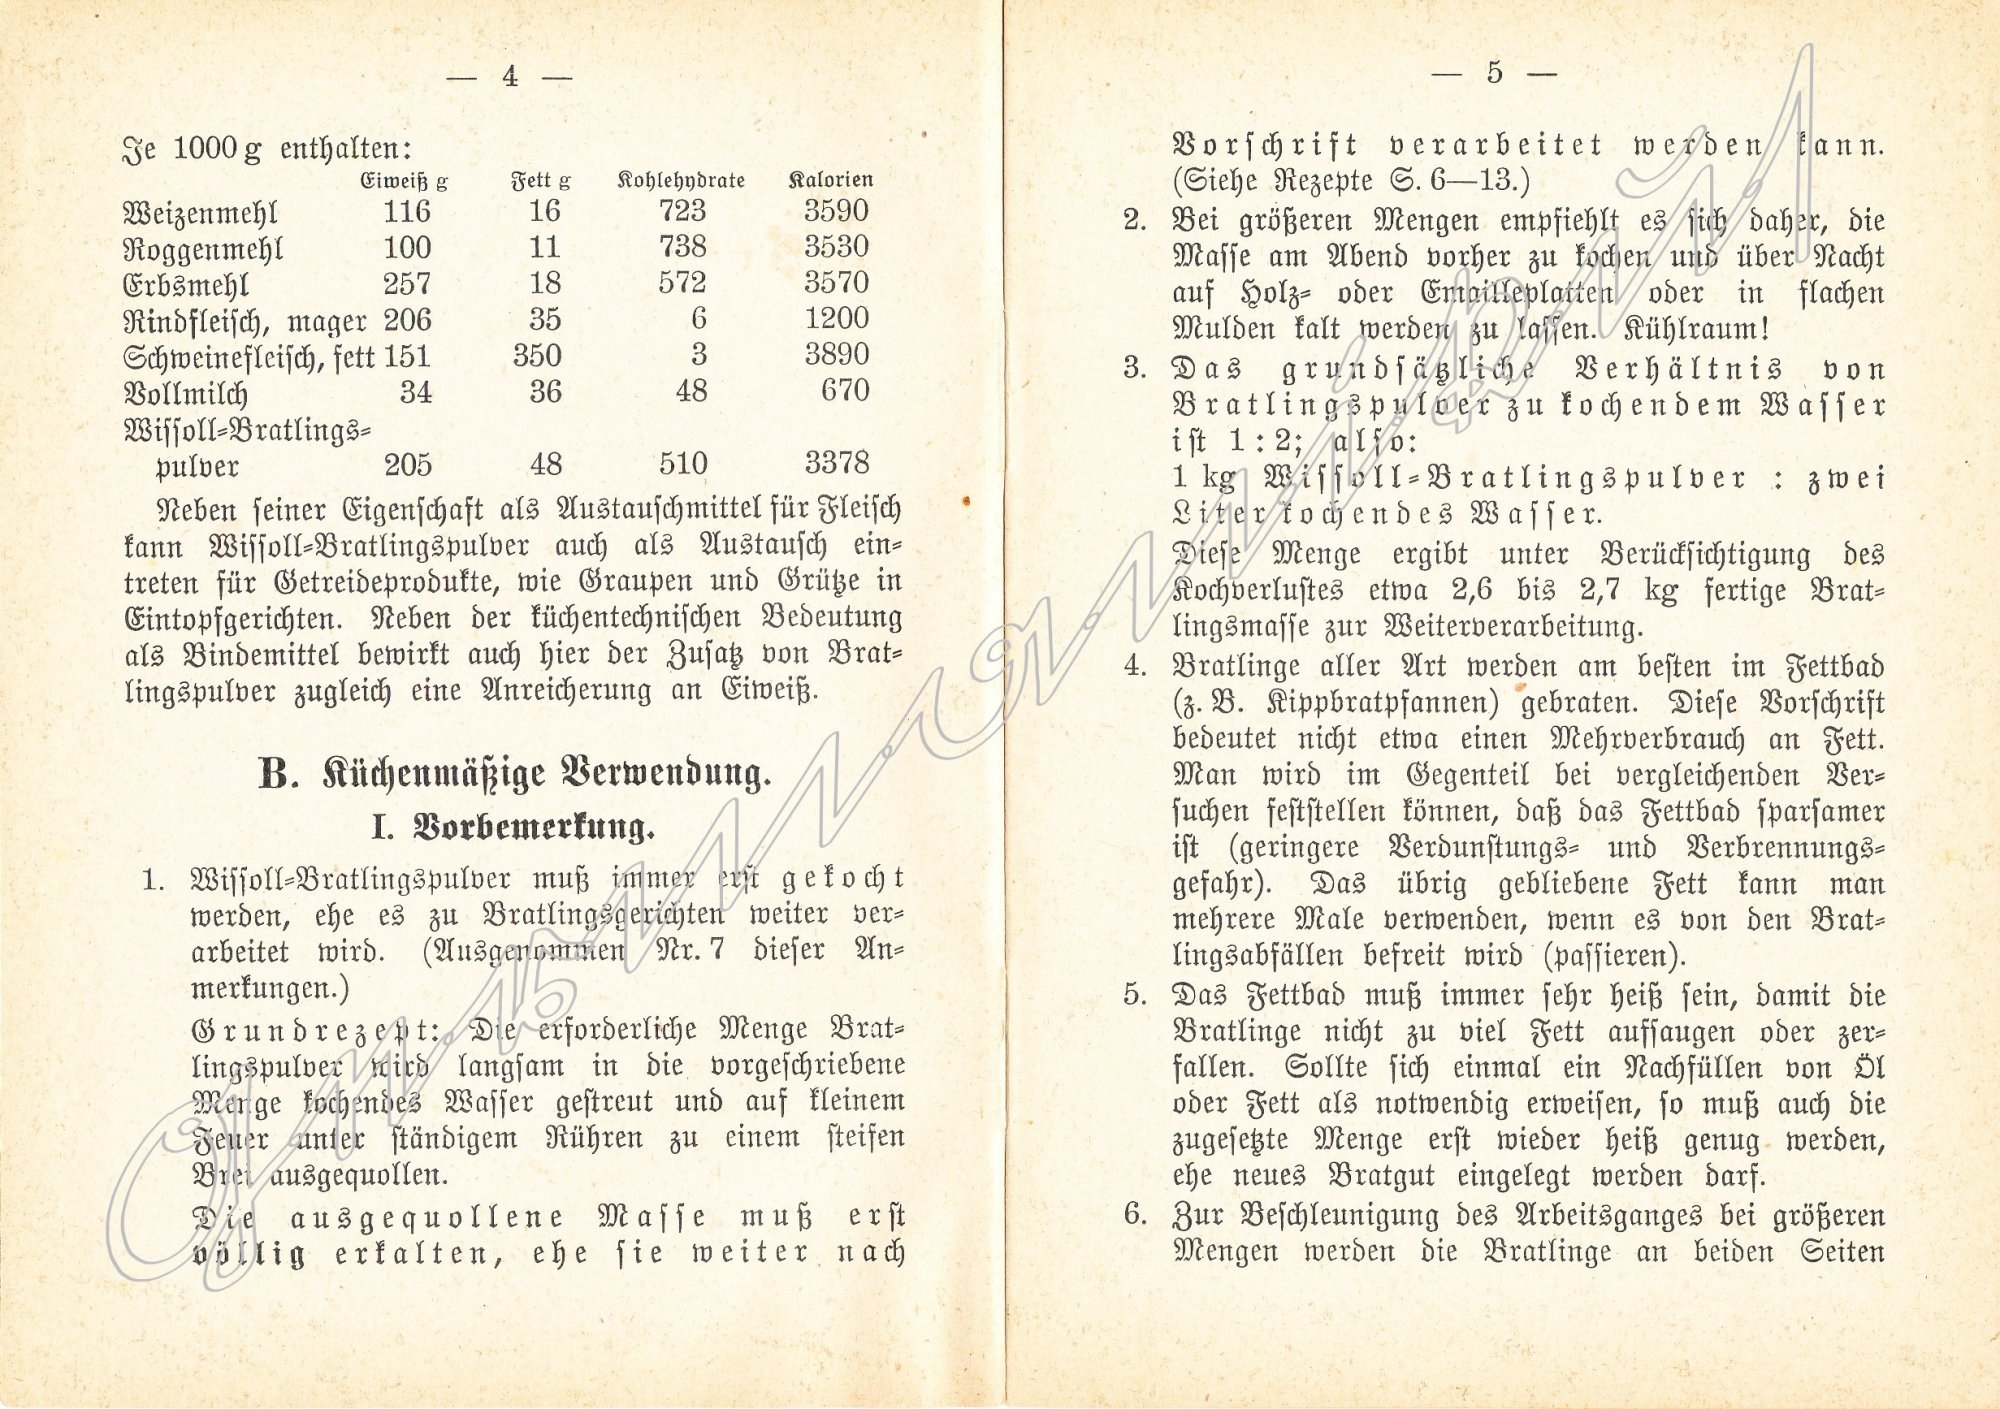 — 4 —
Je 1000 g enthalten:
Eiweiß g Fett g Kohlehydrate Kalorien
Weizenmehl 116 16 723 3590
Roggenmehl 100 11 738 3530
Erbsmehl 257 18 572 3570
Rindfleisch, mager 206 35 6 1200
Schweinefleisch, fett 151 350 3 3890
Vollmilch 34 36 48 670
Wissoll-Bratlings-
pulver 205 48 510 3378
Neben seiner Eigenschaft als Austauschmittel für Fleisch
kann Wissoll-Bratlingspulver auch als Austausch ein-
treten für Getreideprodukte, wie Graupen und Grütze in
Eintopfgerichten. Neben der küchentechnischen Bedeutung
als Bindemittel bewirkt auch hier der Zusatz von Brat-
lingspulver zugleich eine Anreicherung an Eiweiß.
B. Küchenmäßige Verwendung.
I. Vorbemerkung.
1. Wissoll-Bratlingspulver muß immer erst gekocht
werden, ehe es zu Bratlingsgerichten weiter ver-
arbeitet wird. (Ausgenommen Nr. 7 dieser An-
merkungen.)
Grundrezept: Die erforderliche Menge Brat-
lingspulver wird langsam in die vorgeschriebene
Menge kochendes Wasser gestreut und auf kleinem
Feuer unter ständigem Rühren zu einem steifen
Brei ausgequollen.
Die ausgequollene Masse muß erst
völlig erkalten, ehe sie weiter nach
— 5 —
Vorschrift verarbeitet werden kann.
(Siehe Rezepte S. 6—13.)
2. Bei größeren Mengen empfiehlt es sich daher, die
Masse am Abend vorher zu kochen und über Nacht
auf Holz- oder Emailleplatten oder in flachen
Mulden kalt werden zu lassen. Kühlraum!
3. Das grundsätzliche Verhältnis von
Bratlingspulver zu kochendem Wasser
ist 1 : 2; also:
1 kg Wissoll-Bratlingspulver : zwei
Liter kochendes Wasser.
Diese Menge ergibt unter Berücksichtigung des
Kochverlustes etwa 2,6 bis 2,7 kg fertige Brat-
lingsmasse zur Weiterverarbeitung.
4. Bratlinge aller Art werden am besten im Fettbad
(z. B. Kippbratpfannen) gebraten. Diese Vorschrift
bedeutet nicht etwa einen Mehrverbrauch an Fett.
Man wird im Gegenteil bei vergleichenden Ver-
suchen feststellen können, daß das Fettbad sparsamer
ist (geringere Verdunstungs- und Verbrennungs-
gefahr). Das übrig gebliebene Fett kann man
mehrere Male verwenden, wenn es von den Brat-
lingsabfällen befreit wird (passieren).
5. Das Fettbad muß immer sehr heiß sein, damit die
Bratlinge nicht zu viel Fett aufsaugen oder zer-
fallen. Sollte sich einmal ein Nachfüllen von Öl
oder Fett als notwendig erweisen, so muß auch die
zugesetzte Menge erst wieder heiß genug werden,
ehe neues Bratgut eingelegt werden darf.
6. Zur Beschleunigung des Arbeitsganges bei größeren
Mengen werden die Bratlinge an beiden Seiten